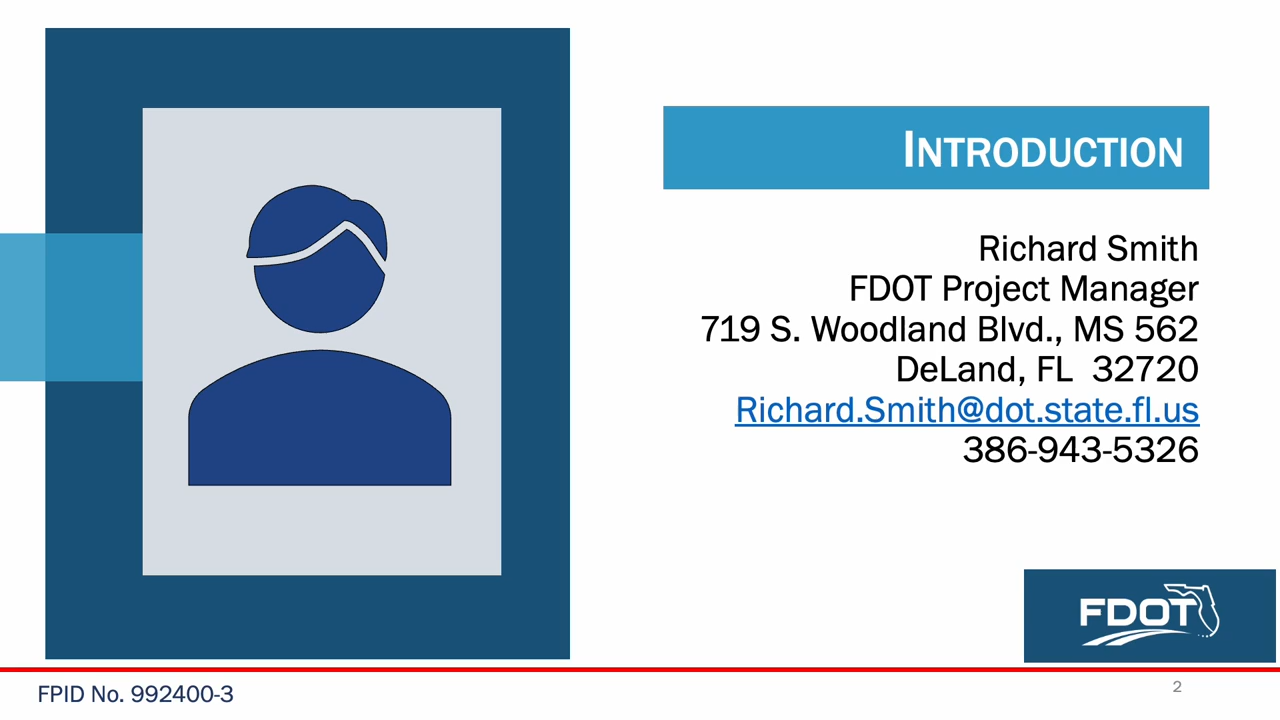 INTRODUCTION
Richard Smith
FDOT Project Manager
719 S. Woodland Blvd., MS 562
DeLand, FL  32720
Richard.Smith@dot.state.fl.us
386-943-5326
FDOT
FPID No. 992400-3
2